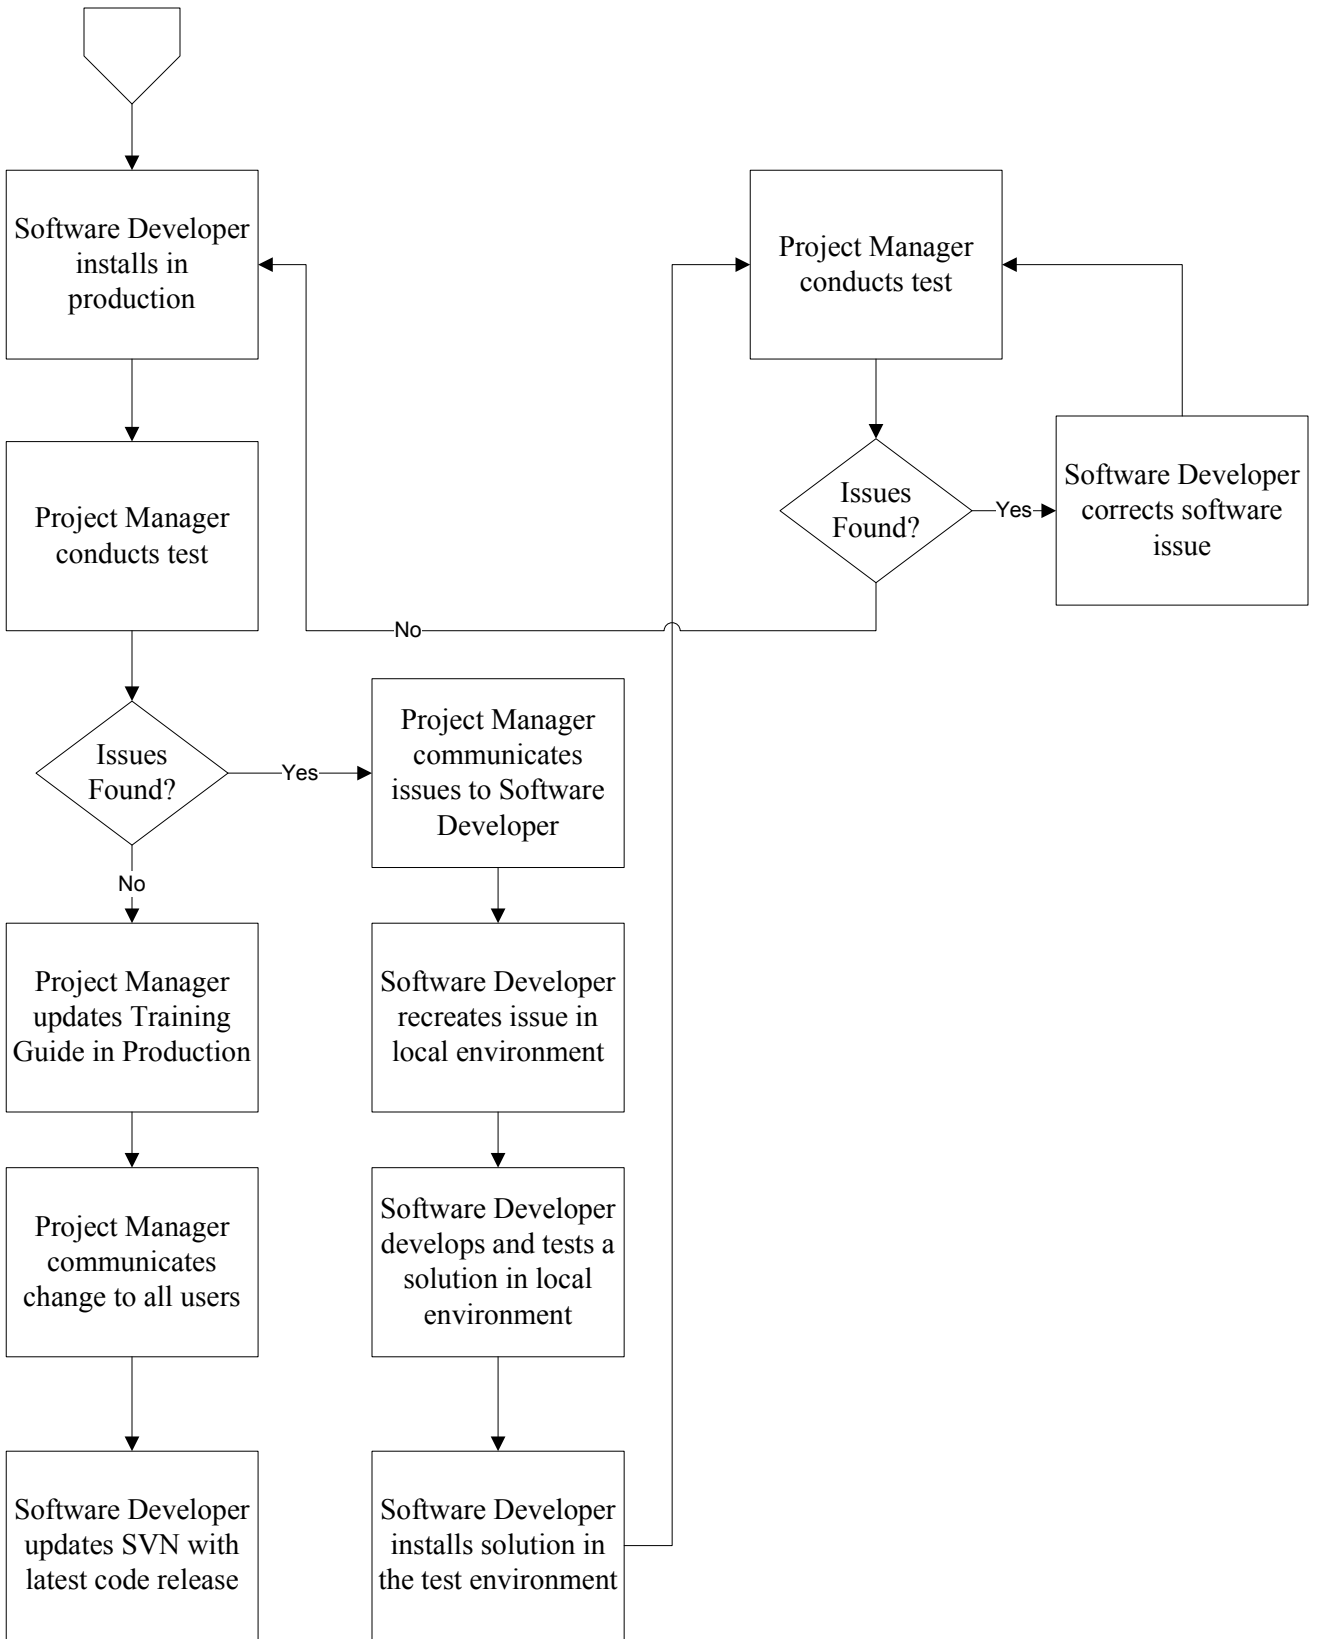 Software Developer
installs in
production
Project Manager
conducts test
Issues
Found?
Yes
Software Developer
corrects software
issue
Project Manager
conducts test
No
Issues
Found?
Yes
Project Manager
communicates
issues to Software
Developer
No
Project Manager
updates Training
Guide in Production
Software Developer
recreates issue in
local environment
Project Manager
communicates
change to all users
Software Developer
develops and tests a
solution in local
environment
Software Developer
updates SVN with
latest code release
Software Developer
installs solution in
the test environment